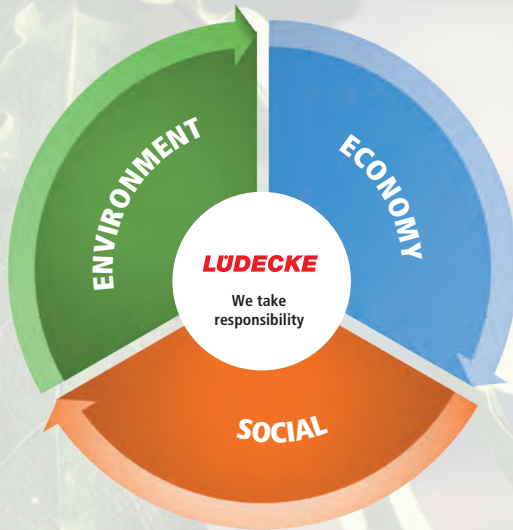 ENVIRONMENT
ECONOMY
LÜDECKE
We take
responsibility
SOCIAL